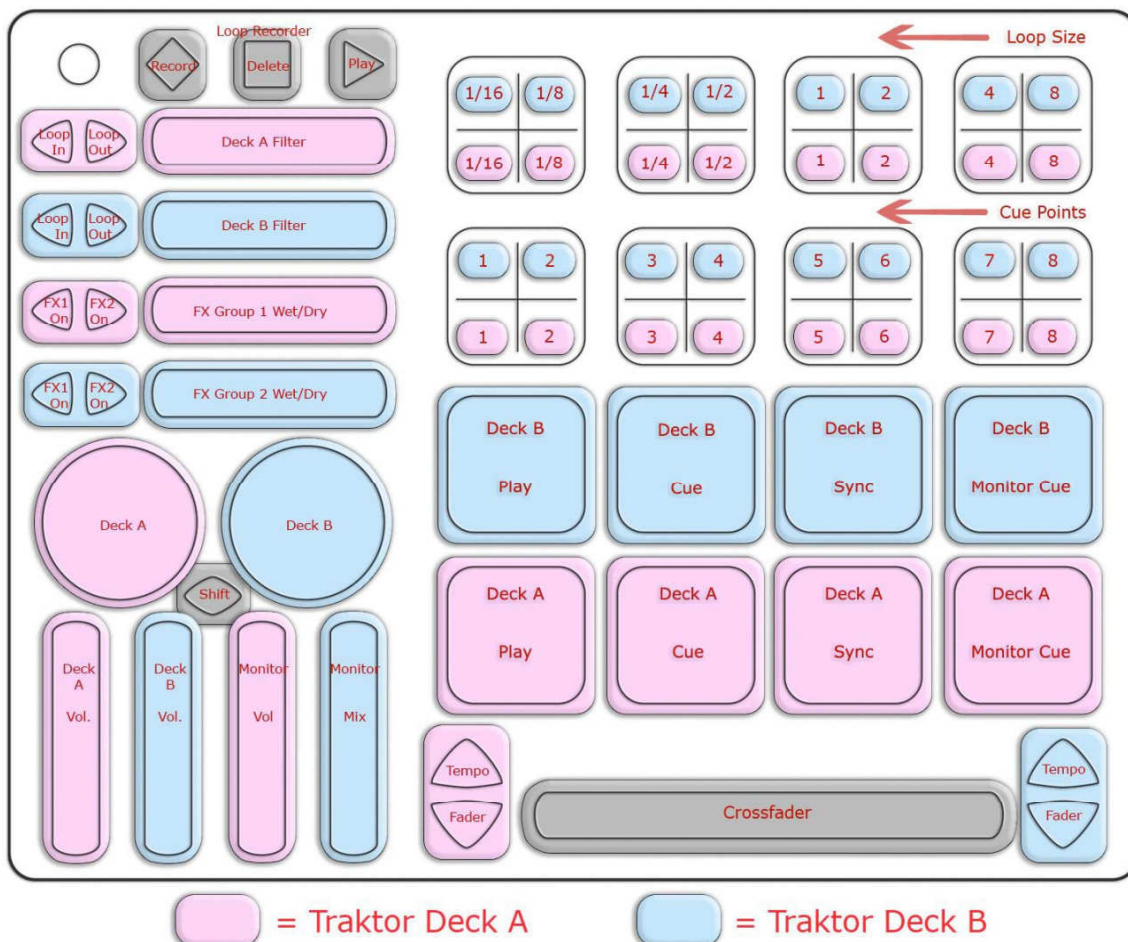 Loop Recorder
Record
Delete
Play
Loop In
Loop Out
Deck A Filter
Loop In
Loop Out
Deck B Filter
FX1 On
FX2 On
FX Group 1 Wet/Dry
FX1 On
FX2 On
FX Group 2 Wet/Dry
Deck A
Deck B
Shift
Deck
A
Vol.
Deck
B
Vol.
Monitor
Vol
Monitor
Mix
Loop Size
1/16 1/8 1/4 1/2 1 2 4 8
1/16 1/8 1/4 1/2 1 2 4 8
Cue Points
1 2 3 4 5 6 7 8
1 2 3 4 5 6 7 8
Deck B
Play
Deck B
Cue
Deck B
Sync
Deck B
Monitor Cue
Deck A
Play
Deck A
Cue
Deck A
Sync
Deck A
Monitor Cue
Tempo
Fader
Crossfader
Tempo
Fader
= Traktor Deck A
= Traktor Deck B